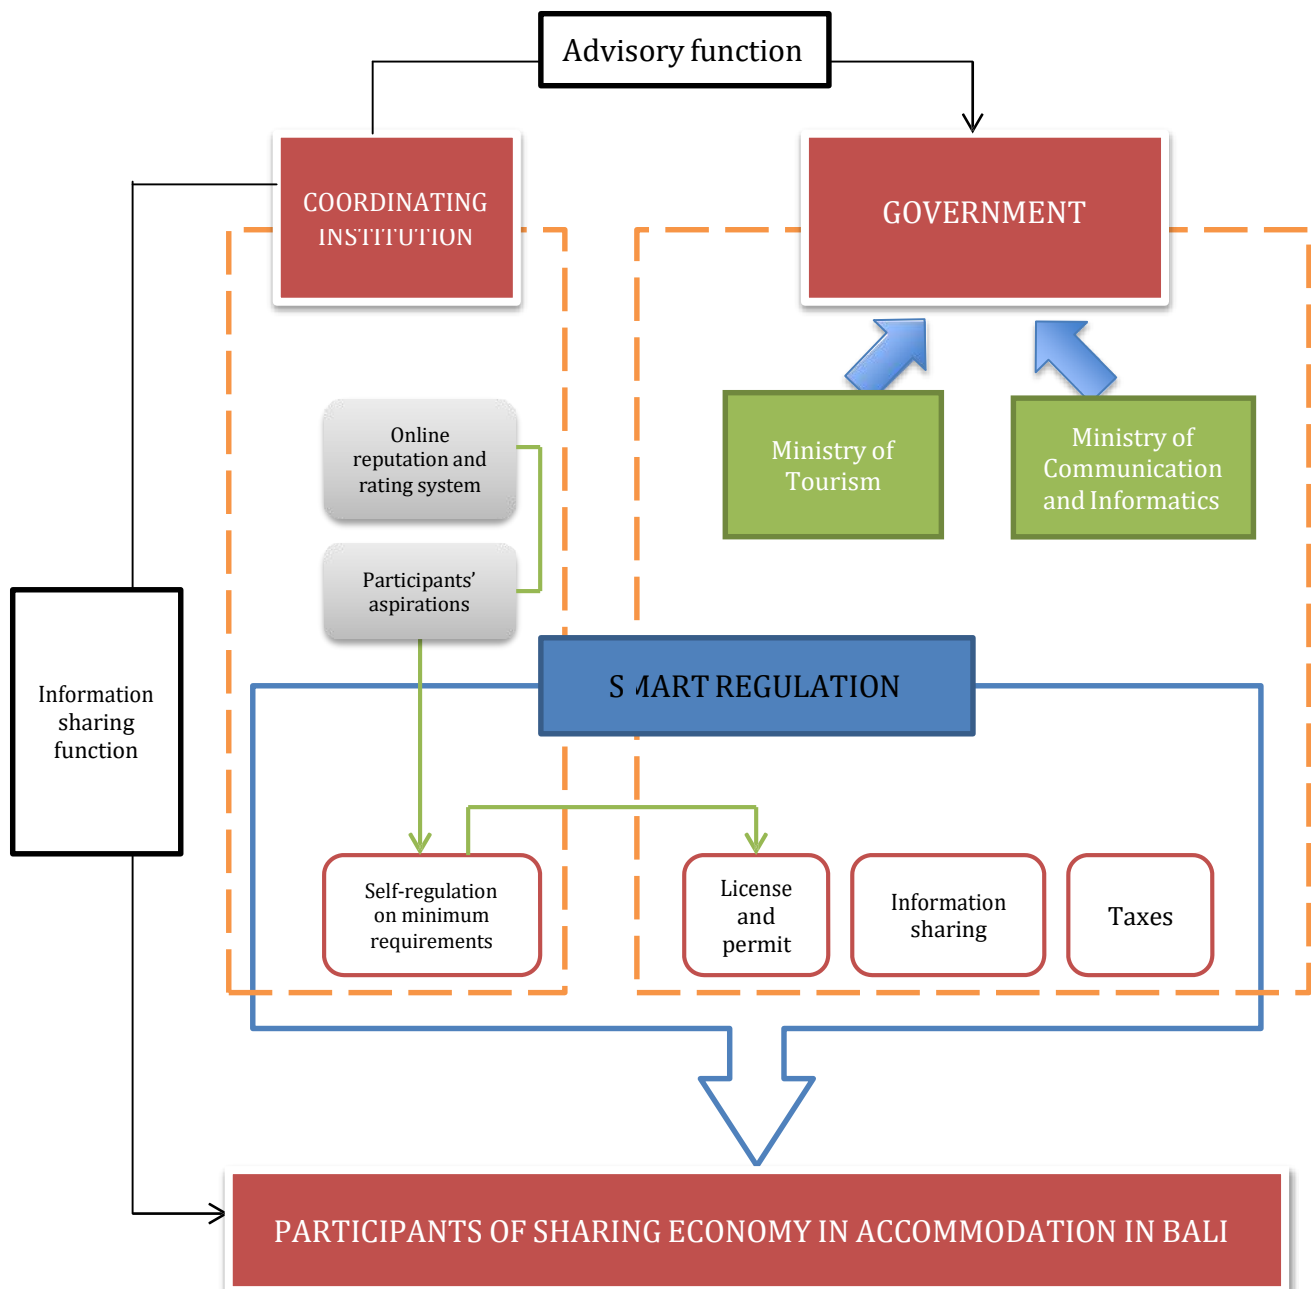 Advisory function
COORDINATING
INSTITUTION
GOVERNMENT
Online
reputation and
rating system
Ministry of
Tourism
Ministry of
Communication
and Informatics
Participants’
aspirations
SMART REGULATION
Information
sharing
function
Self-regulation
on minimum
requirements
License
and
permit
Information
sharing
Taxes
PARTICIPANTS OF SHARING ECONOMY IN ACCOMMODATION IN BALI